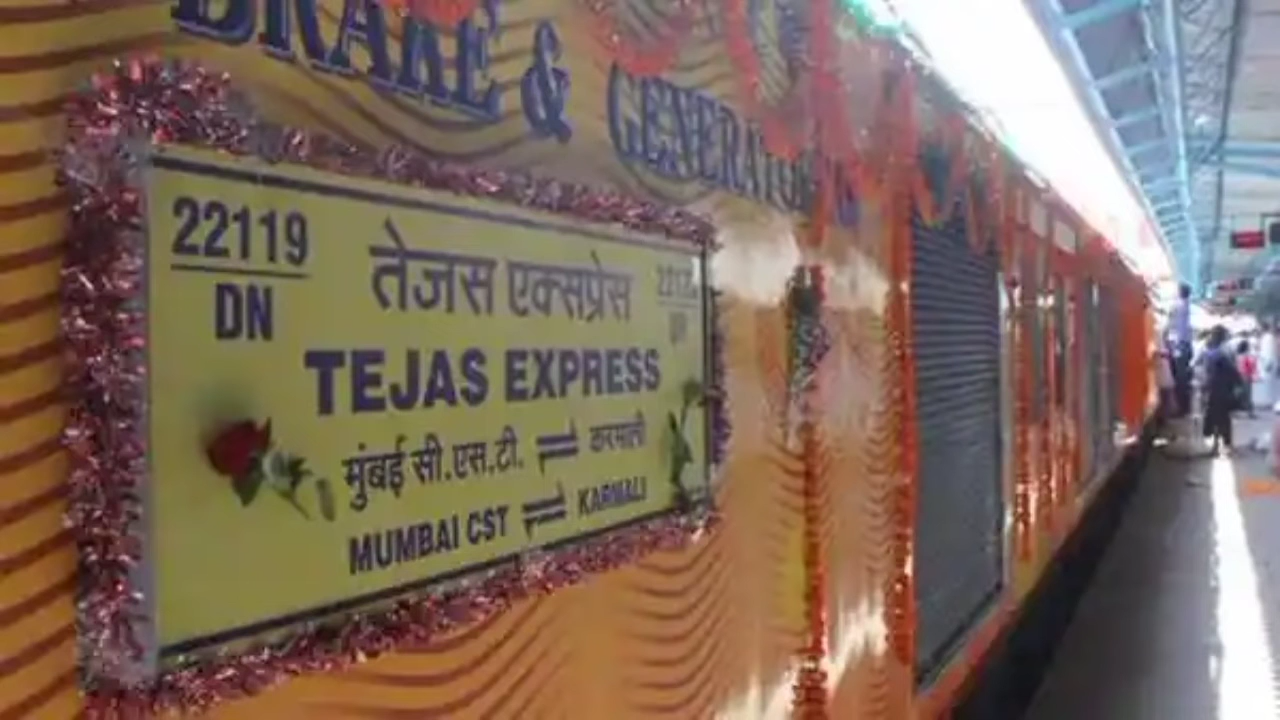 BRAKE & GENERATOR
22119
DN
तेजस एक्सप्रेस
TEJAS EXPRESS
मुंबई सी.एस.टी. ⇌ करमाली
MUMBAI CST ⇌ KARMALI